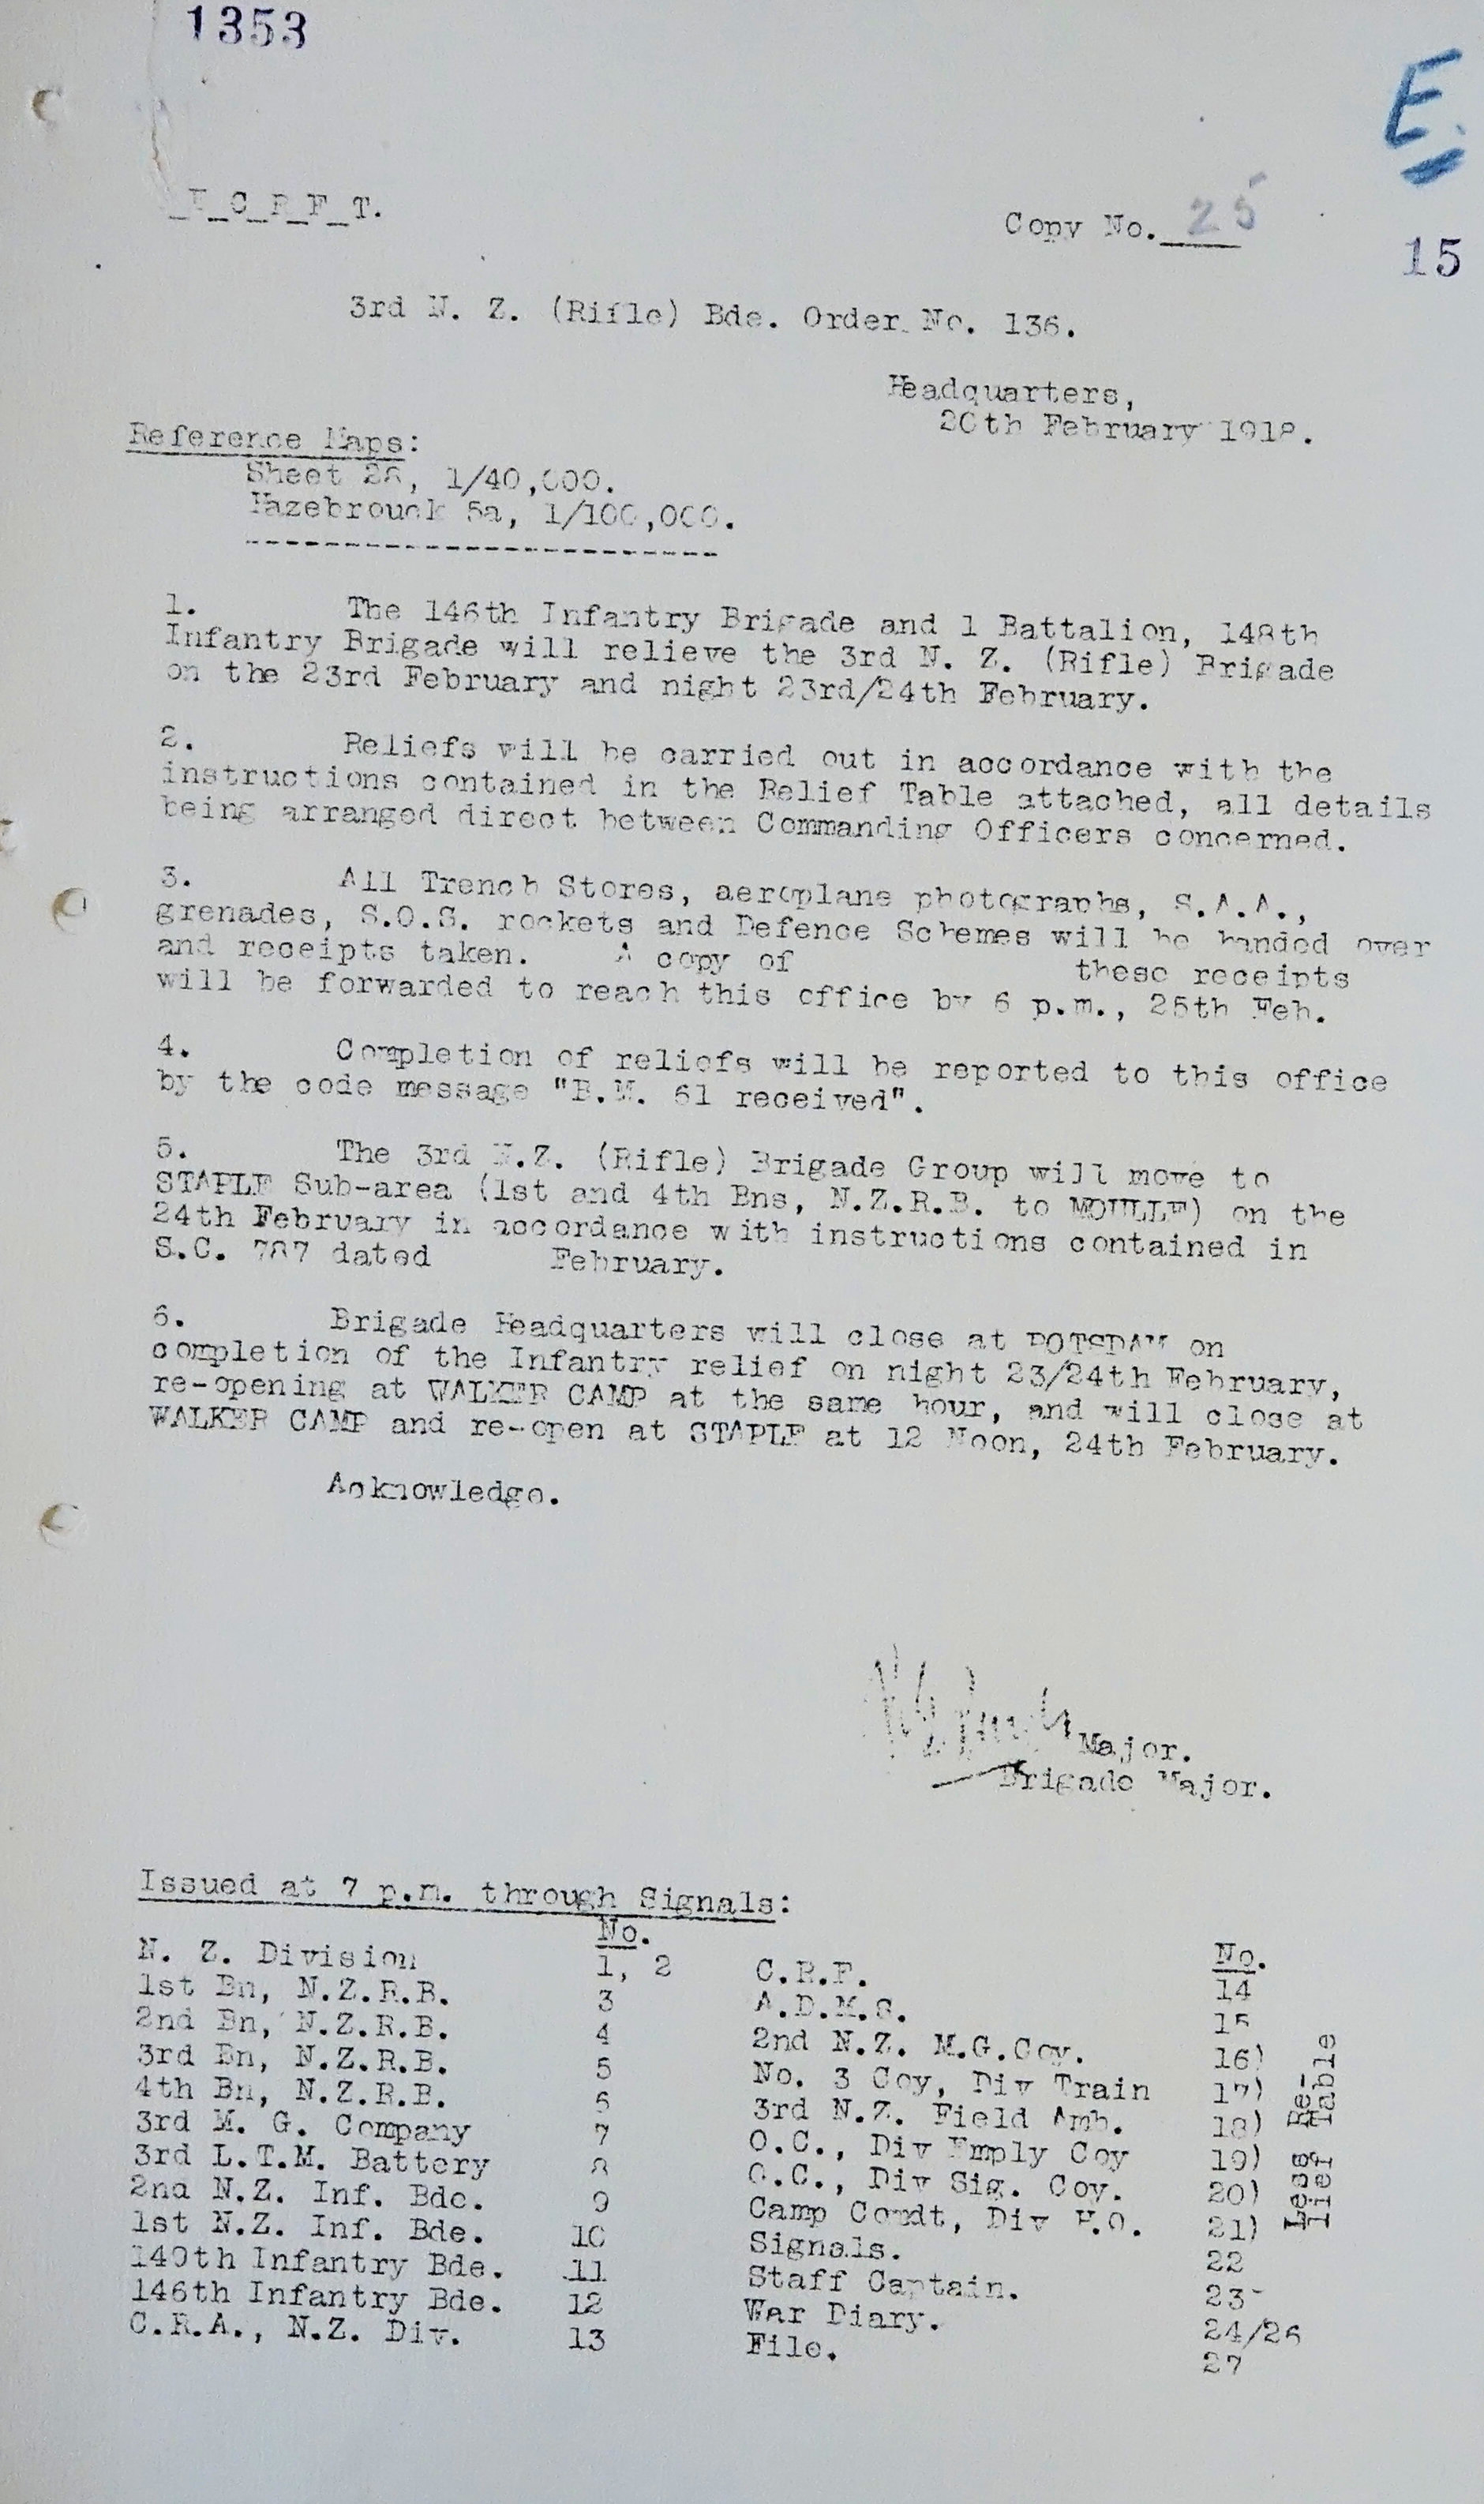 1353
E.
S_E_C_R_E_T.
Copy No. 25
15
3rd N. Z. (Rifle) Bde. Order No. 136.
Headquarters,
20th February 1918.
Reference Maps:
Sheet 28, 1/40,000.
Hazebrouck 5a, 1/100,000.
1. The 146th Infantry Brigade and 1 Battalion, 148th
Infantry Brigade will relieve the 3rd N. Z. (Rifle) Brigade
on the 23rd February and night 23rd/24th February.
2. Reliefs will be carried out in accordance with the
instructions contained in the Relief Table attached, all details
being arranged direct between Commanding Officers concerned.
3. All Trench Stores, aeroplane photographs, S.A.A.,
grenades, S.O.S. rockets and Defence Schemes will be handed over
and receipts taken. A copy of these receipts
will be forwarded to reach this office by 6 p.m., 25th Feb.
4. Completion of reliefs will be reported to this office
by the code message "B.M. 61 received".
5. The 3rd N.Z. (Rifle) Brigade Group will move to
STAPLE Sub-area (1st and 4th Bns, N.Z.R.B. to MOULLE) on the
24th February in accordance with instructions contained in
S.C. 787 dated February.
6. Brigade Headquarters will close at POTSDAM on
completion of the Infantry relief on night 23/24th February,
re-opening at WALKER CAMP at the same hour, and will close at
WALKER CAMP and re-open at STAPLE at 12 Noon, 24th February.
Acknowledge.
Major.
Brigade Major.
Issued at 7 p.m. through Signals:
No. No.
N. Z. Division 1, 2 C.R.E. 14
1st Bn, N.Z.R.B. 3 A.D.M.S. 15
2nd Bn, N.Z.R.B. 4 2nd N.Z. M.G.Coy. 16)
3rd Bn, N.Z.R.B. 5 No. 3 Coy, Div Train 17)
4th Bn, N.Z.R.B. 6 3rd N.Z. Field Amb. 18)
3rd M. G. Company 7 O.C., Div Emply Coy 19)
3rd L.T.M. Battery 8 O.C., Div Sig. Coy. 20)
2nd N.Z. Inf. Bde. 9 Camp Comdt, Div H.Q. 21)
1st N.Z. Inf. Bde. 10 Signals. 22
149th Infantry Bde. 11 Staff Captain. 23
146th Infantry Bde. 12 War Diary. 24/26
C.R.A., N.Z. Div. 13 File. 27
Less Re-
lief Table